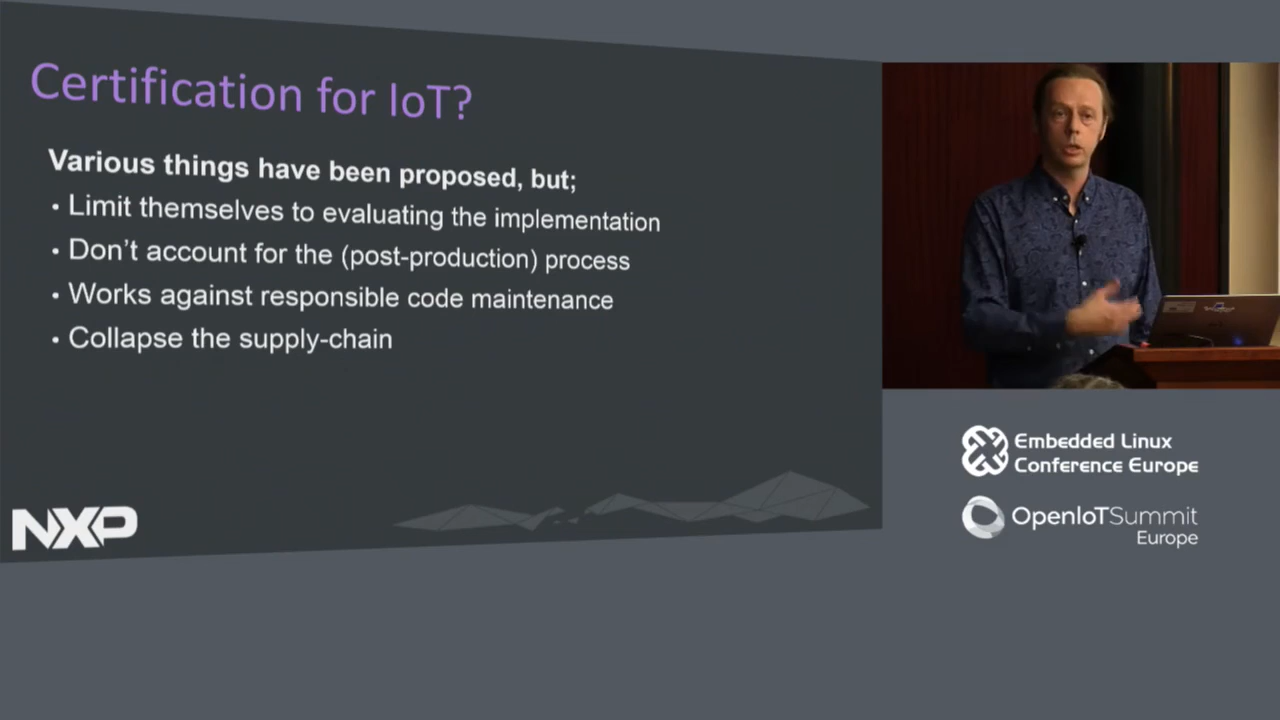 Certification for IoT?
Various things have been proposed, but;
• Limit themselves to evaluating the implementation
• Don't account for the (post-production) process
• Works against responsible code maintenance
• Collapse the supply-chain
NXP
Embedded Linux
Conference Europe
OpenIoTSummit
Europe